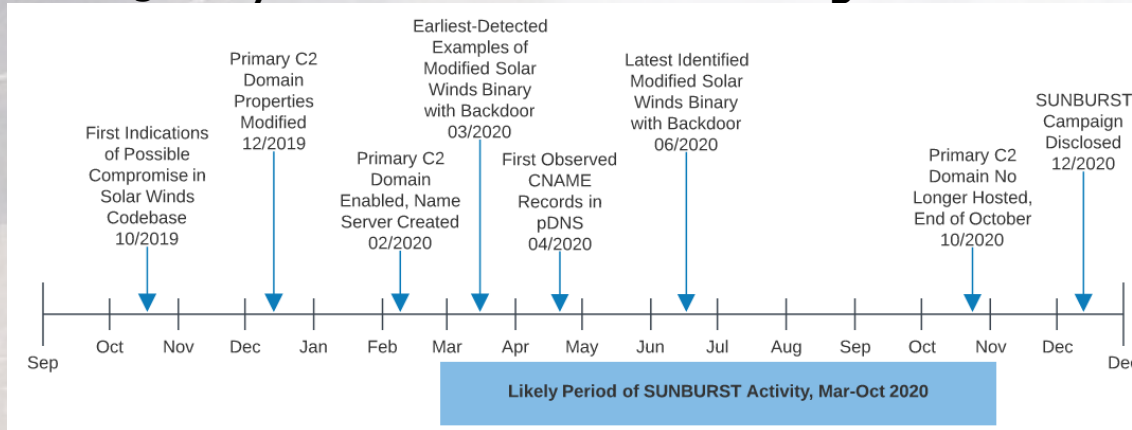 First Indications
of Possible
Compromise in
Solar Winds
Codebase
10/2019
Primary C2
Domain
Properties
Modified
12/2019
Primary C2
Domain
Enabled, Name
Server Created
02/2020
Earliest-Detected
Examples of
Modified Solar
Winds Binary
with Backdoor
03/2020
First Observed
CNAME
Records in
pDNS
04/2020
Latest Identified
Modified Solar
Winds Binary
with Backdoor
06/2020
Primary C2
Domain No
Longer Hosted,
End of October
10/2020
SUNBURST
Campaign
Disclosed
12/2020
Sep Oct Nov Dec Jan Feb Mar Apr May Jun Jul Aug Sep Oct Nov Dec Dec
Likely Period of SUNBURST Activity, Mar-Oct 2020